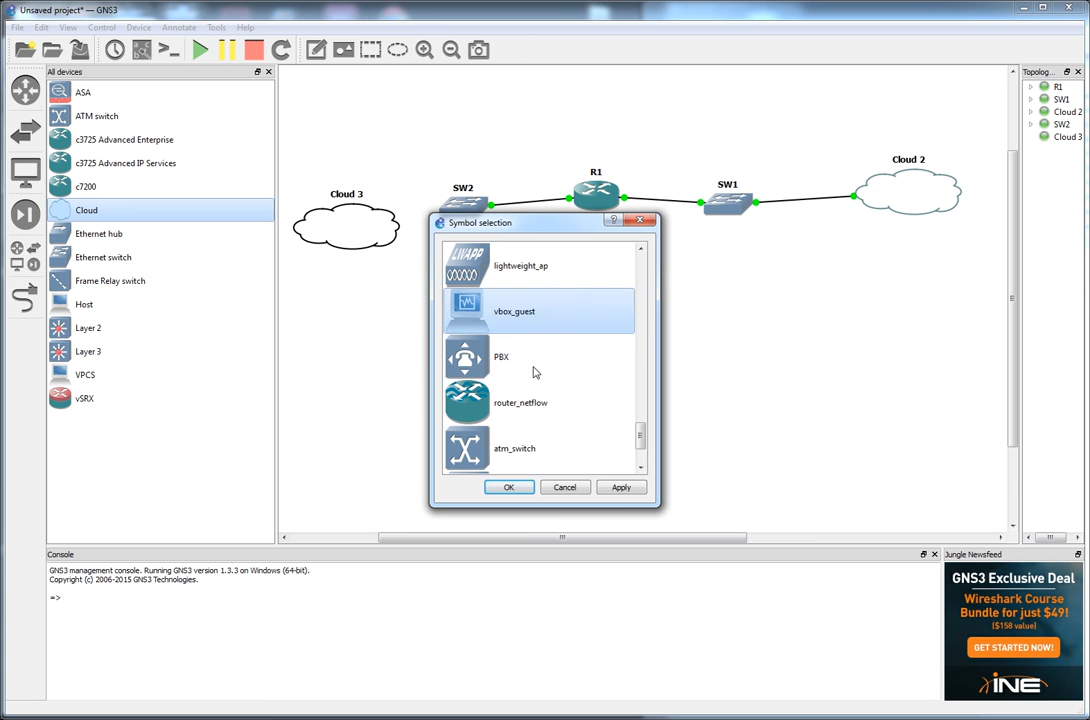 Unsaved project* — GNS3
File Edit View Control Device Annotate Tools Help
All devices
ASA
ATM switch
c3725 Advanced Enterprise
c3725 Advanced IP Services
c7200
Cloud
Ethernet hub
Ethernet switch
Frame Relay switch
Host
Layer 2
Layer 3
VPCS
vSRX
Cloud 3
SW2
R1
SW1
Cloud 2
Symbol selection
LWAPP
lightweight_ap
vbox_guest
PBX
router_netflow
atm_switch
OK Cancel Apply
Topolog...
R1
SW1
Cloud 2
SW2
Cloud 3
Console
GNS3 management console. Running GNS3 version 1.3.3 on Windows (64-bit).
Copyright (c) 2006-2015 GNS3 Technologies.
=>
Jungle Newsfeed
GNS3 Exclusive Deal
Wireshark Course
Bundle for just $49!
($158 value)
GET STARTED NOW!
INE